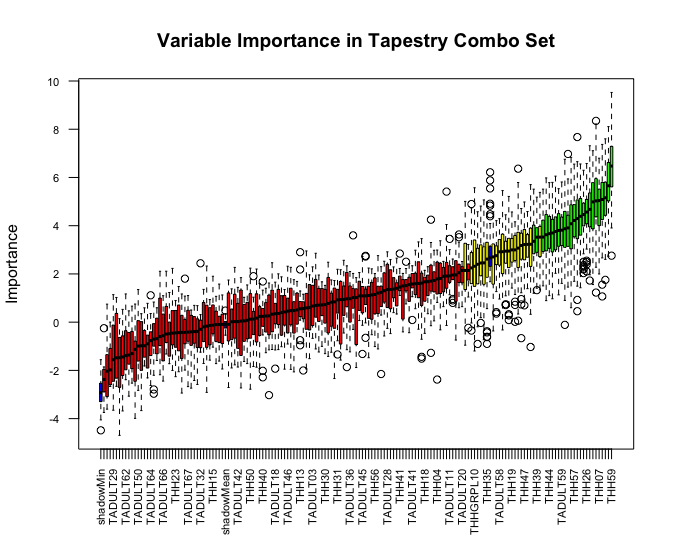 Variable Importance in Tapestry Combo Set
Importance
10
8
6
4
2
0
-2
-4
shadowMin
TADULT29
TADULT62
TADULT50
TADULT64
TADULT66
THH23
TADULT67
TADULT32
THH15
shadowMean
TADULT42
THH50
THH40
TADULT18
TADULT46
THH13
TADULT03
THH30
THH31
TADULT36
TADULT45
THH56
TADULT28
THH41
TADULT41
THH18
THH04
TADULT11
TADULT20
THHGRPL10
THH35
TADULT58
THH19
THH47
THH39
THH44
TADULT59
THH57
THH26
THH07
THH59